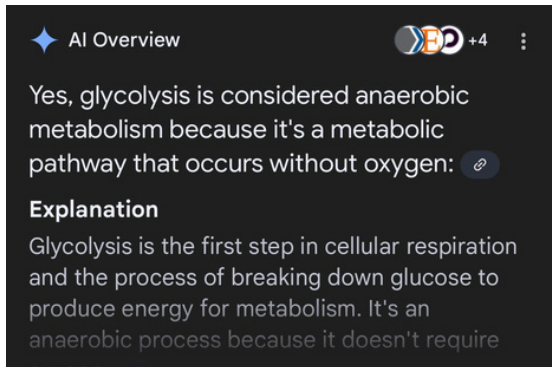 AI Overview
+4
Yes, glycolysis is considered anaerobic
metabolism because it's a metabolic
pathway that occurs without oxygen:
Explanation
Glycolysis is the first step in cellular respiration
and the process of breaking down glucose to
produce energy for metabolism. It's an
anaerobic process because it doesn't require